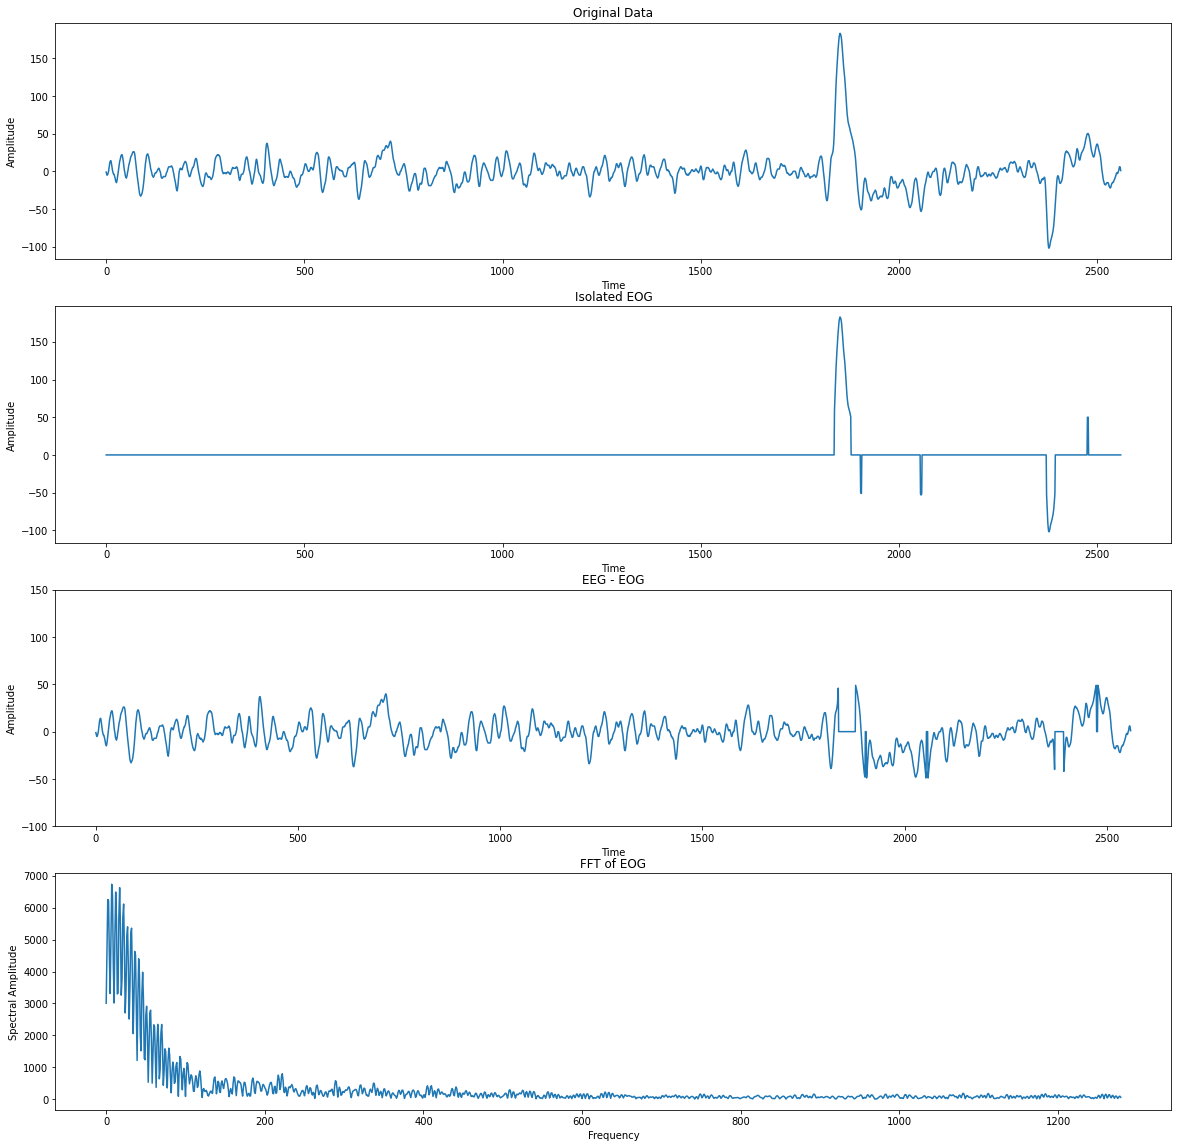 Original Data
150
100
50
0
−50
−100
Amplitude
0 500 1000 1500 2000 2500
Time
Isolated EOG
150
100
50
0
−50
−100
Amplitude
0 500 1000 1500 2000 2500
Time
EEG - EOG
150
100
50
0
−50
−100
Amplitude
0 500 1000 1500 2000 2500
Time
FFT of EOG
7000
6000
5000
4000
3000
2000
1000
0
Spectral Amplitude
0 200 400 600 800 1000 1200
Frequency